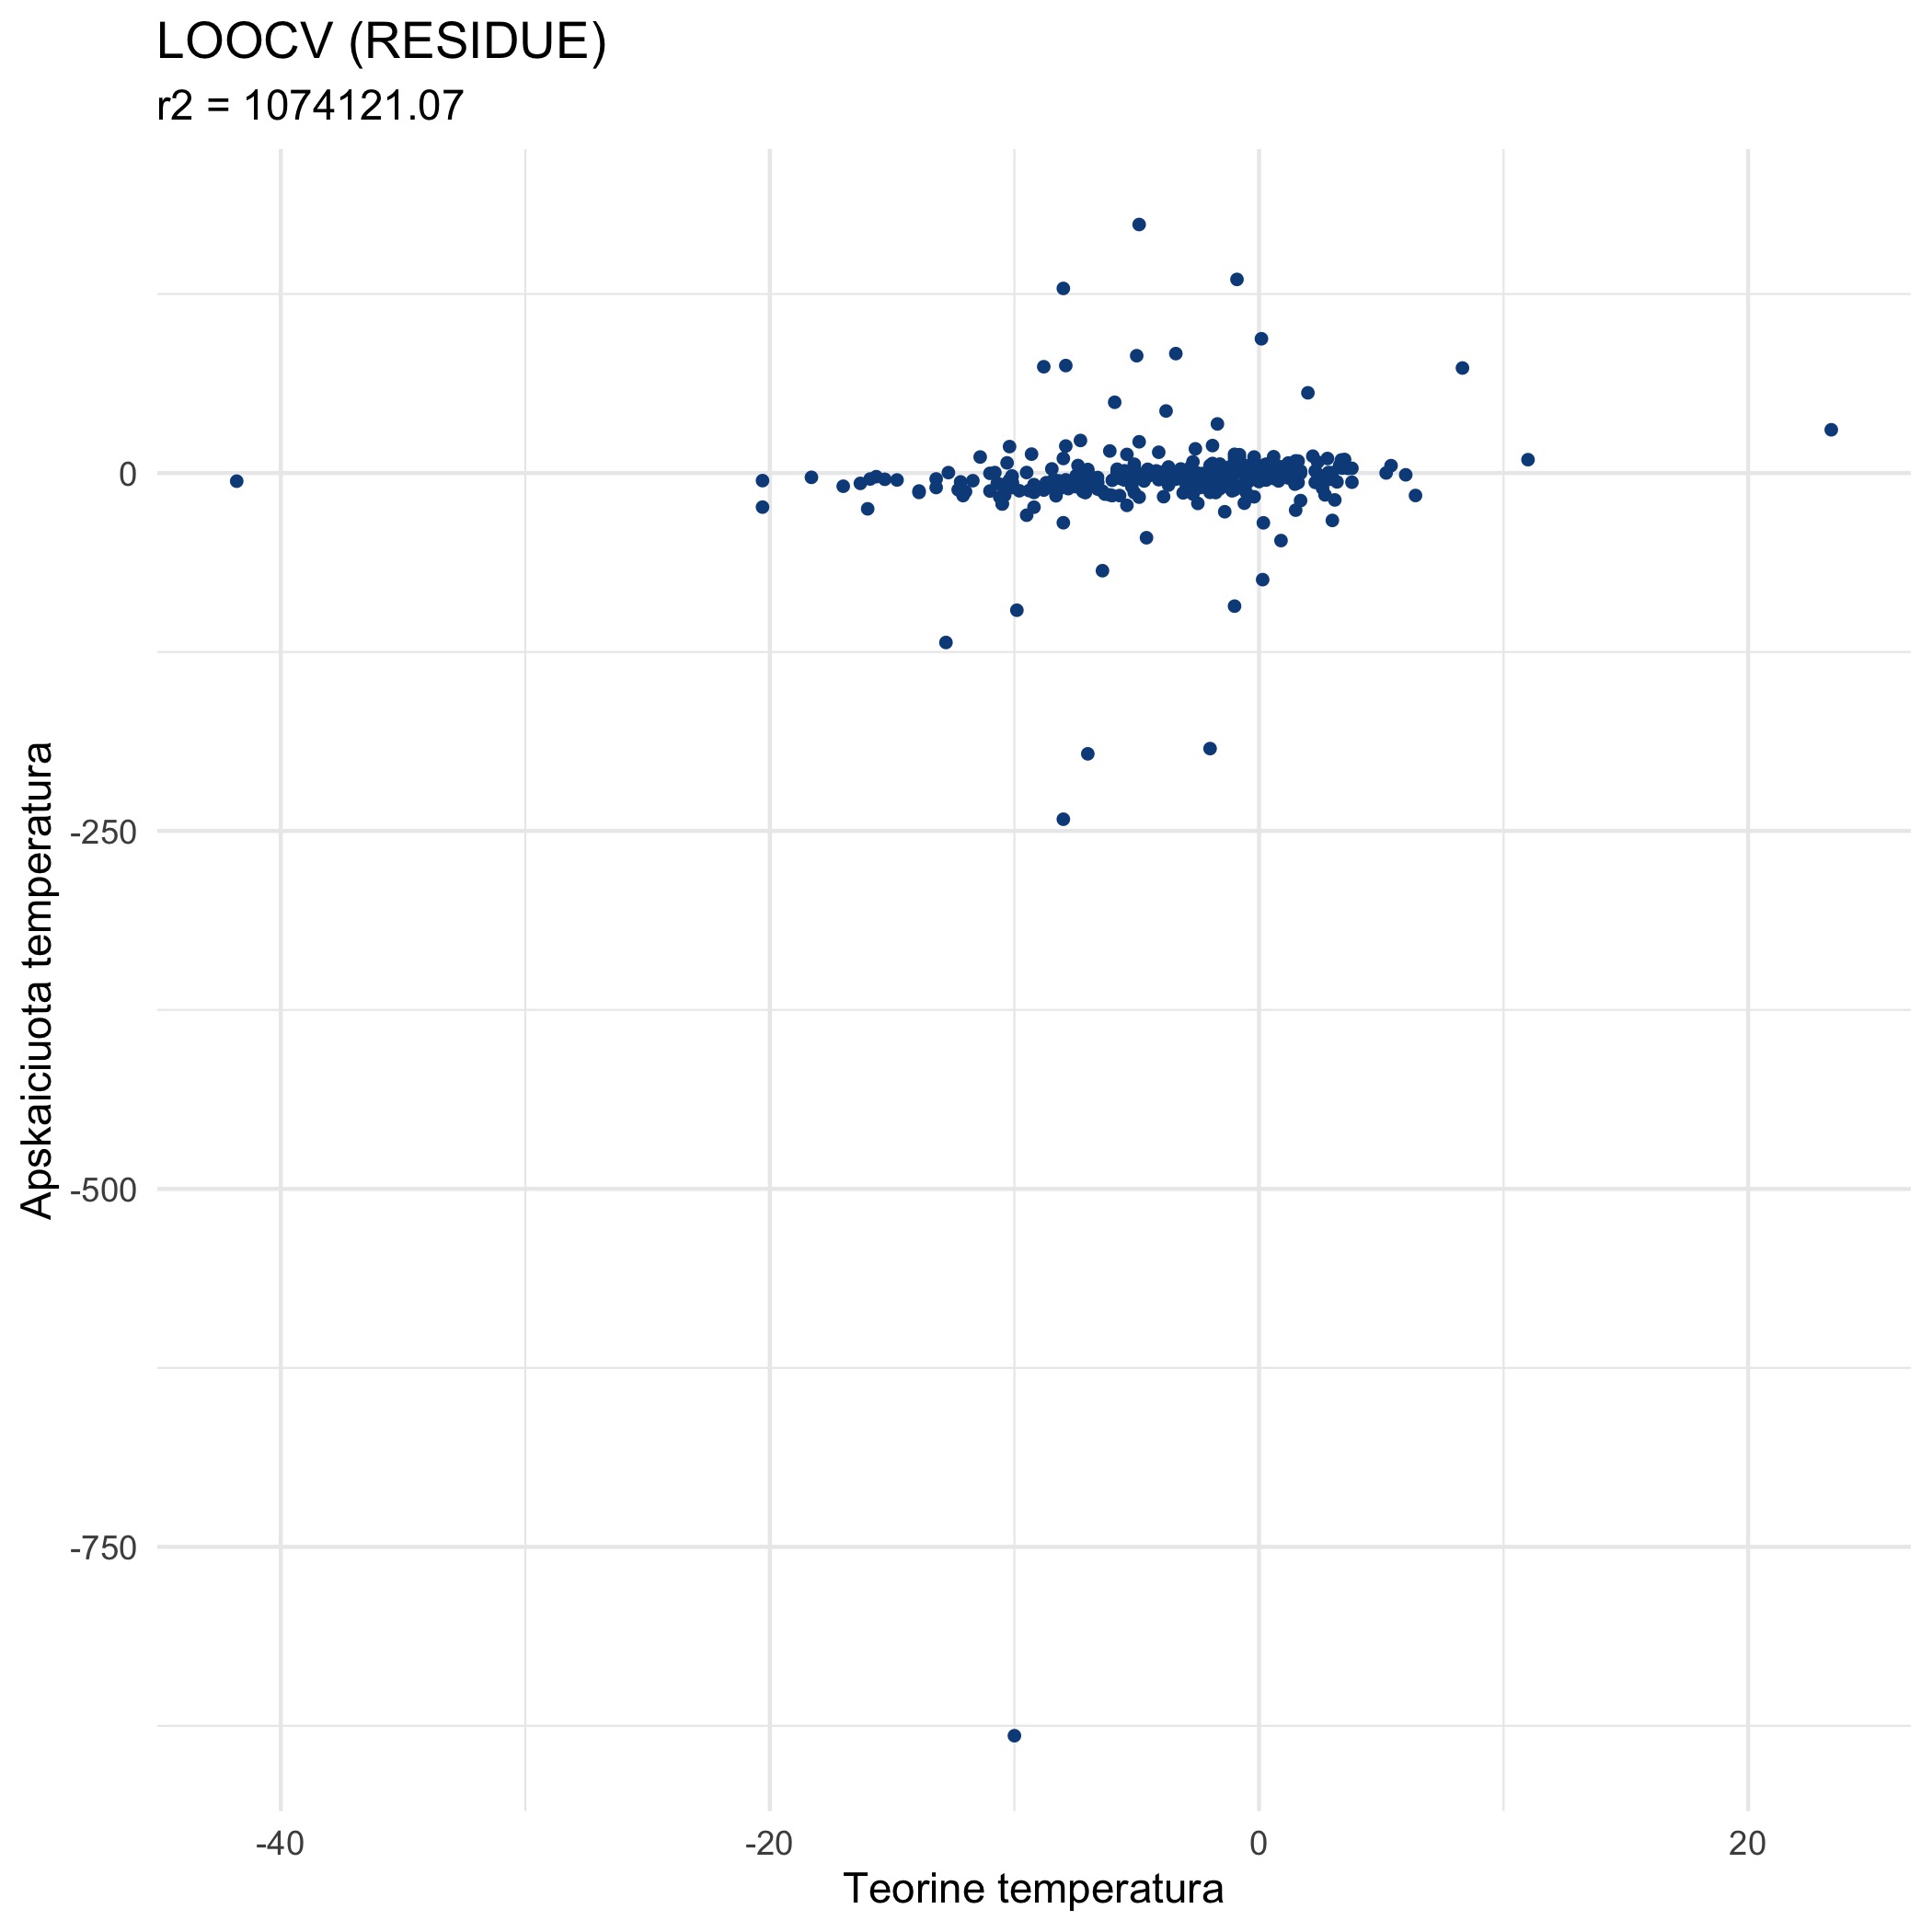 LOOCV (RESIDUE)
r2 = 1074121.07
Apskaiciuota temperatura
0
-250
-500
-750
-40
-20
0
20
Teorine temperatura